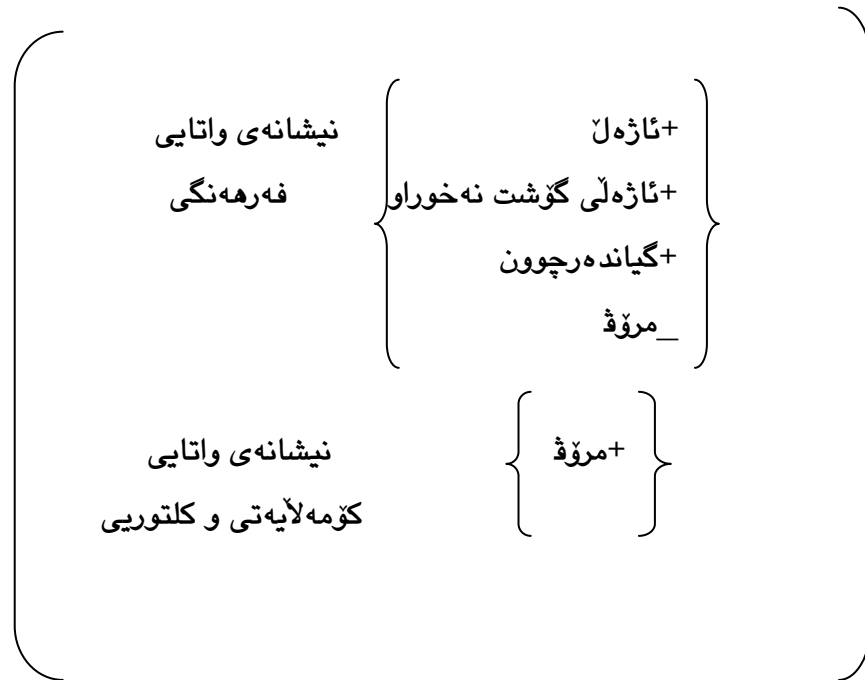 +ئاژەڵ نیشانەی واتایی
+ئاژەڵی گۆشت نەخوراو فەرهەنگی
+گیاندەرچوون
_مرۆڤ
+مرۆڤ نیشانەی واتایی
کۆمەڵایەتی و کلتوریی